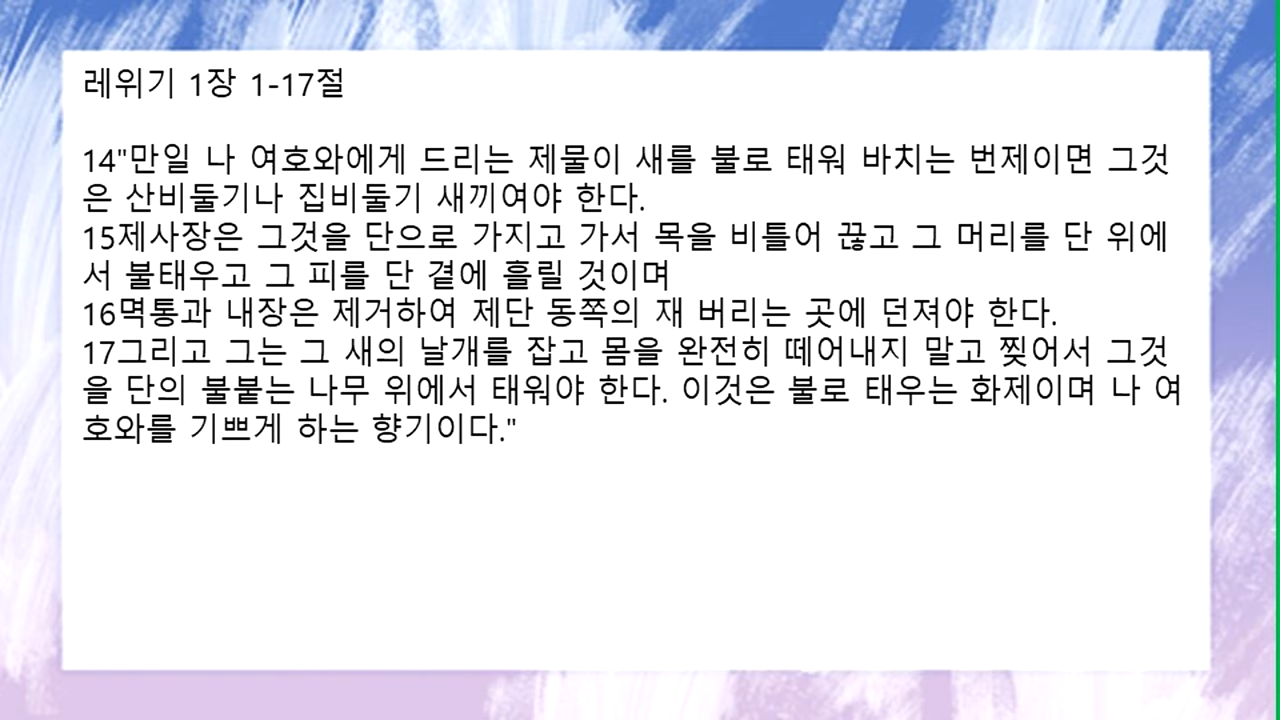 레위기 1장 1-17절
14"만일 나 여호와에게 드리는 제물이 새를 불로 태워 바치는 번제이면 그것
은 산비둘기나 집비둘기 새끼여야 한다.
15제사장은 그것을 단으로 가지고 가서 목을 비틀어 끊고 그 머리를 단 위에
서 불태우고 그 피를 단 곁에 흘릴 것이며
16멱통과 내장은 제거하여 제단 동쪽의 재 버리는 곳에 던져야 한다.
17그리고 그는 그 새의 날개를 잡고 몸을 완전히 떼어내지 말고 찢어서 그것
을 단의 불붙는 나무 위에서 태워야 한다. 이것은 불로 태우는 화제이며 나 여
호와를 기쁘게 하는 향기이다."